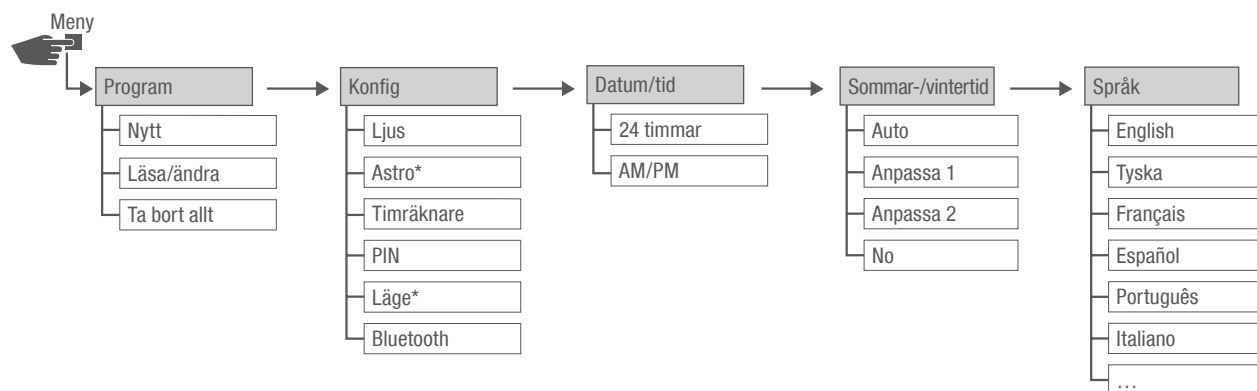 Meny
Program
Nytt
Läsa/ändra
Ta bort allt
Konfig
Ljus
Astro*
Timräknare
PIN
Läge*
Bluetooth
Datum/tid
24 timmar
AM/PM
Sommar-/vintertid
Auto
Anpassa 1
Anpassa 2
No
Språk
English
Tyska
Français
Español
Português
Italiano
…